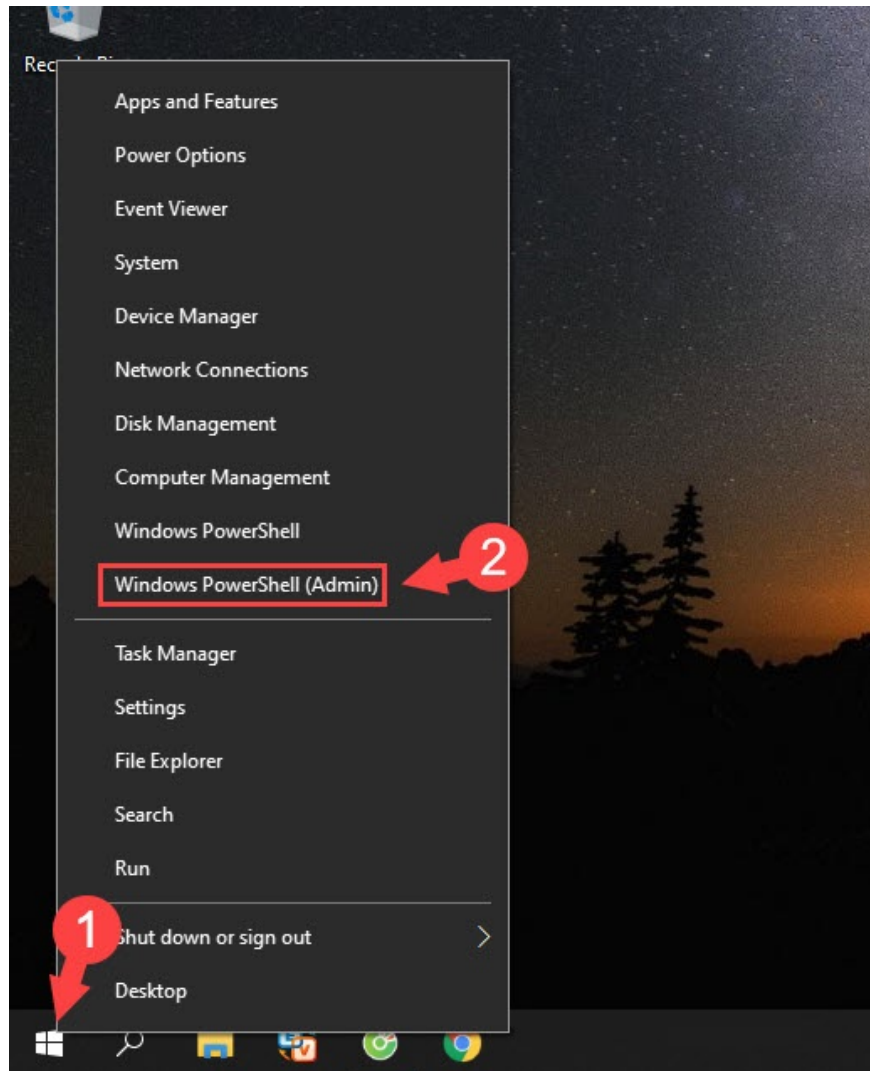 Rec
Apps and Features
Power Options
Event Viewer
System
Device Manager
Network Connections
Disk Management
Computer Management
Windows PowerShell
2
Windows PowerShell (Admin)
Task Manager
Settings
File Explorer
Search
Run
1
Shut down or sign out
Desktop